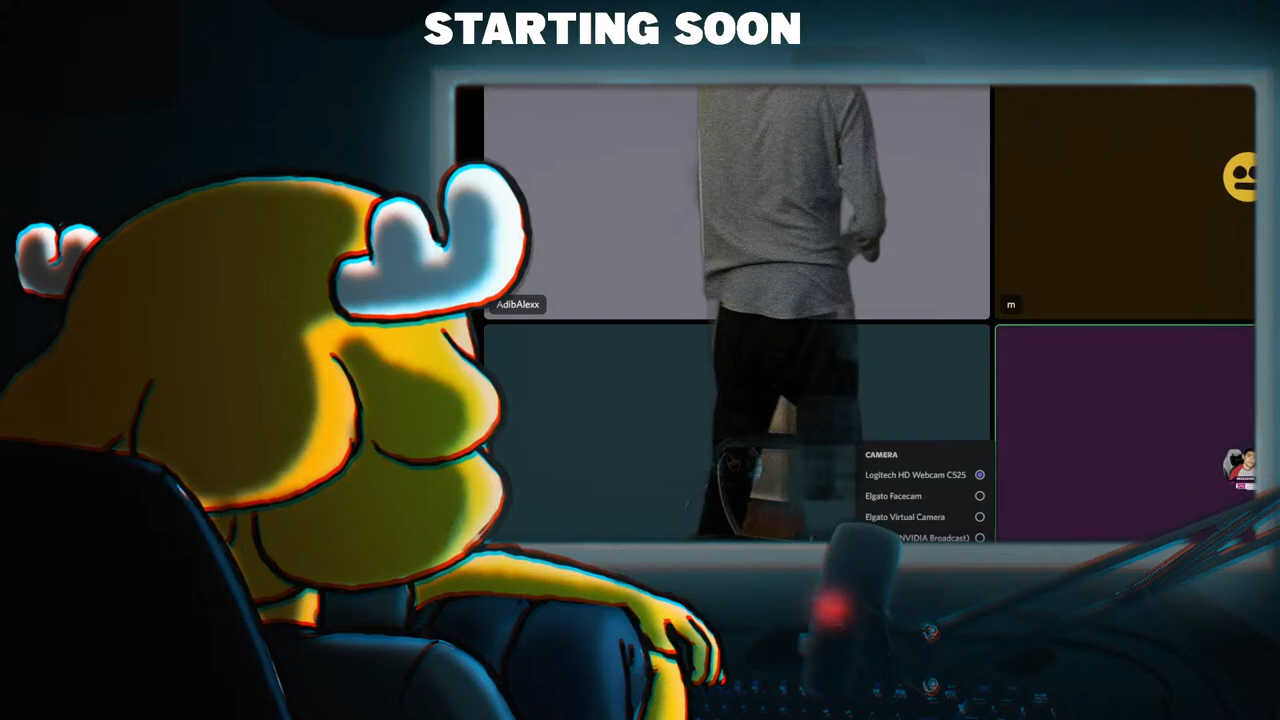 STARTING SOON
AdibAlexx
m
CAMERA
Logitech HD Webcam C525
Elgato Facecam
Elgato Virtual Camera
NVIDIA Broadcast)